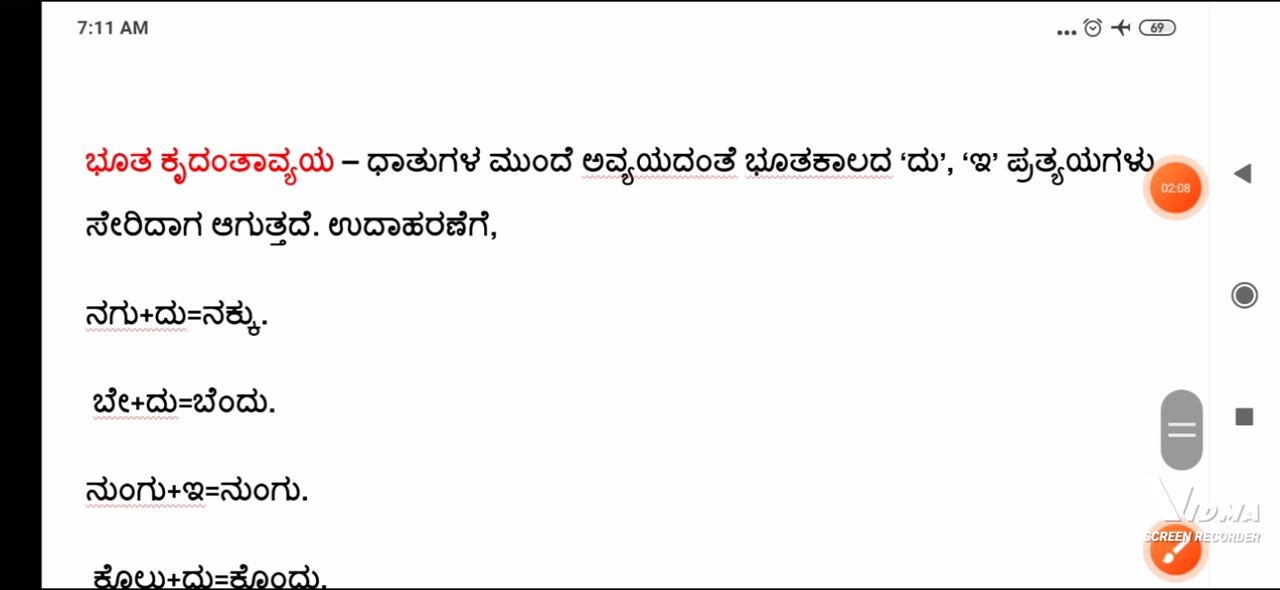 7:11 AM
69
ಭೂತ ಕೃದಂತಾವ್ಯಯ – ಧಾತುಗಳ ಮುಂದೆ ಅವ್ಯಯದಂತೆ ಭೂತಕಾಲದ ‘ದು’, ‘ಇ’ ಪ್ರತ್ಯಯಗಳು
02:08
ಸೇರಿದಾಗ ಆಗುತ್ತದೆ. ಉದಾಹರಣೆಗೆ,
ನಗು+ದು=ನಕ್ಕು.
ಬೇ+ದು=ಬೆಂದು.
ನುಂಗು+ಇ=ನುಂಗು.
VIDMA
SCREEN RECORDER
ಕೊಲು+ದು=ಕೊಂದು.